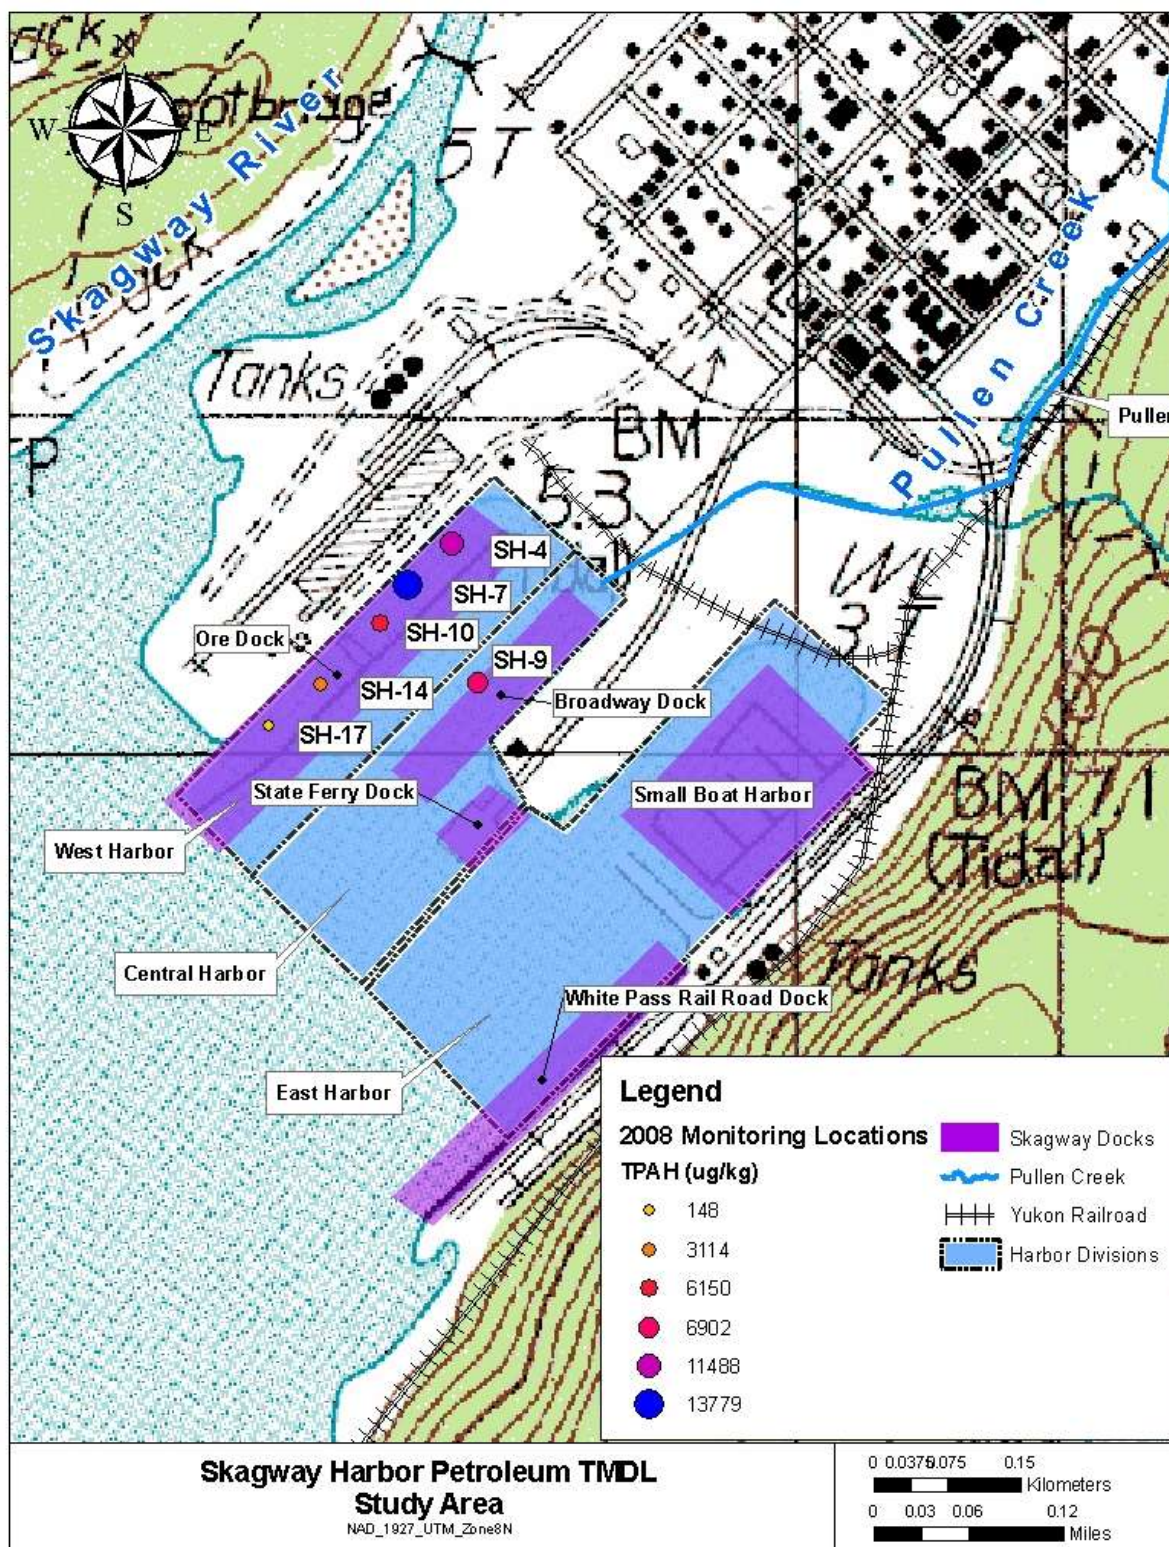 ck
Footbridge
W
E
S
Skagway River
Tanks
BM
5.3
P
Pullen Creek
Pullen
SH-4
SH-7
SH-10
SH-9
Ore Dock
SH-14
Broadway Dock
SH-17
State Ferry Dock
Small Boat Harbor
West Harbor
BM 7.1
(Tidal)
Central Harbor
Tanks
White Pass Rail Road Dock
East Harbor
Legend
2008 Monitoring Locations
TPAH (ug/kg)
148
3114
6150
6902
11488
13779
Skagway Docks
Pullen Creek
Yukon Railroad
Harbor Divisions
Skagway Harbor Petroleum TMDL
Study Area
NAD_1927_UTM_Zone8N
0 0.0375 0.075 0.15
Kilometers
0 0.03 0.06 0.12
Miles